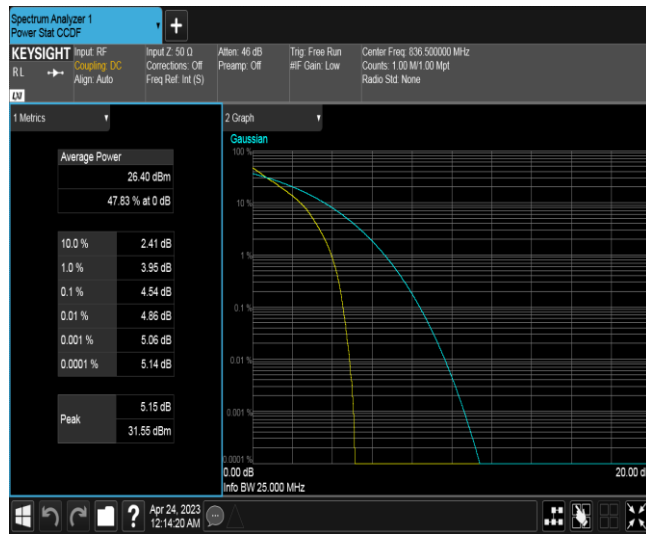 Spectrum Analyzer 1
Power Stat CCDF
+
KEYSIGHT
RL
LXI
Input: RF
Coupling: DC
Align: Auto
Input Z: 50 Ω
Corrections: Off
Freq Ref: Int (S)
Atten: 46 dB
Preamp: Off
Trig: Free Run
#IF Gain: Low
Center Freq: 836.500000 MHz
Counts: 1.00 M/1.00 Mpt
Radio Std: None
1 Metrics
Average Power
26.40 dBm
47.83 % at 0 dB
10.0 % 2.41 dB
1.0 % 3.95 dB
0.1 % 4.54 dB
0.01 % 4.86 dB
0.001 % 5.06 dB
0.0001 % 5.14 dB
Peak
5.15 dB
31.55 dBm
2 Graph
Gaussian
100 %
10 %
1 %
0.1 %
0.01 %
0.001 %
0.0001 %
0.00 dB
20.00 d
Info BW 25.000 MHz
?
Apr 24, 2023
12:14:20 AM